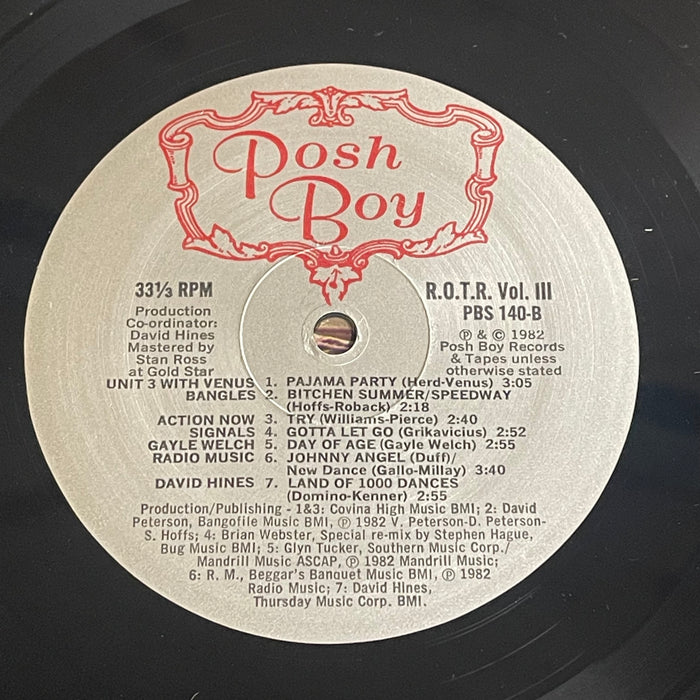 Posh
Boy
33⅓ RPM
Production
Co-ordinator:
David Hines
Mastered by
Stan Ross
at Gold Star
R.O.T.R. Vol. III
PBS 140-B
Ⓟ & © 1982
Posh Boy Records
& Tapes unless
otherwise stated
UNIT 3 WITH VENUS 1. PAJAMA PARTY (Herd-Venus) 3:05
BANGLES 2. BITCHEN SUMMER/SPEEDWAY
(Hoffs-Roback) 2:18
ACTION NOW 3. TRY (Williams-Pierce) 2:40
SIGNALS 4. GOTTA LET GO (Grikavicius) 2:52
GAYLE WELCH 5. DAY OF AGE (Gayle Welch) 2:55
RADIO MUSIC 6. JOHNNY ANGEL (Duff)/
New Dance (Gallo-Millay) 3:40
DAVID HINES 7. LAND OF 1000 DANCES
(Domino-Kenner) 2:55
Production/Publishing - 1&3: Covina High Music BMI; 2: David
Peterson, Bangofile Music BMI, Ⓟ 1982 V. Peterson-D. Peterson-
S. Hoffs; 4: Brian Webster, Special re-mix by Stephen Hague,
Bug Music BMI; 5: Glyn Tucker, Southern Music Corp./
Mandrill Music ASCAP, Ⓟ 1982 Mandrill Music;
6: R. M., Beggar's Banquet Music BMI, Ⓟ 1982
Radio Music; 7: David Hines,
Thursday Music Corp. BMI.